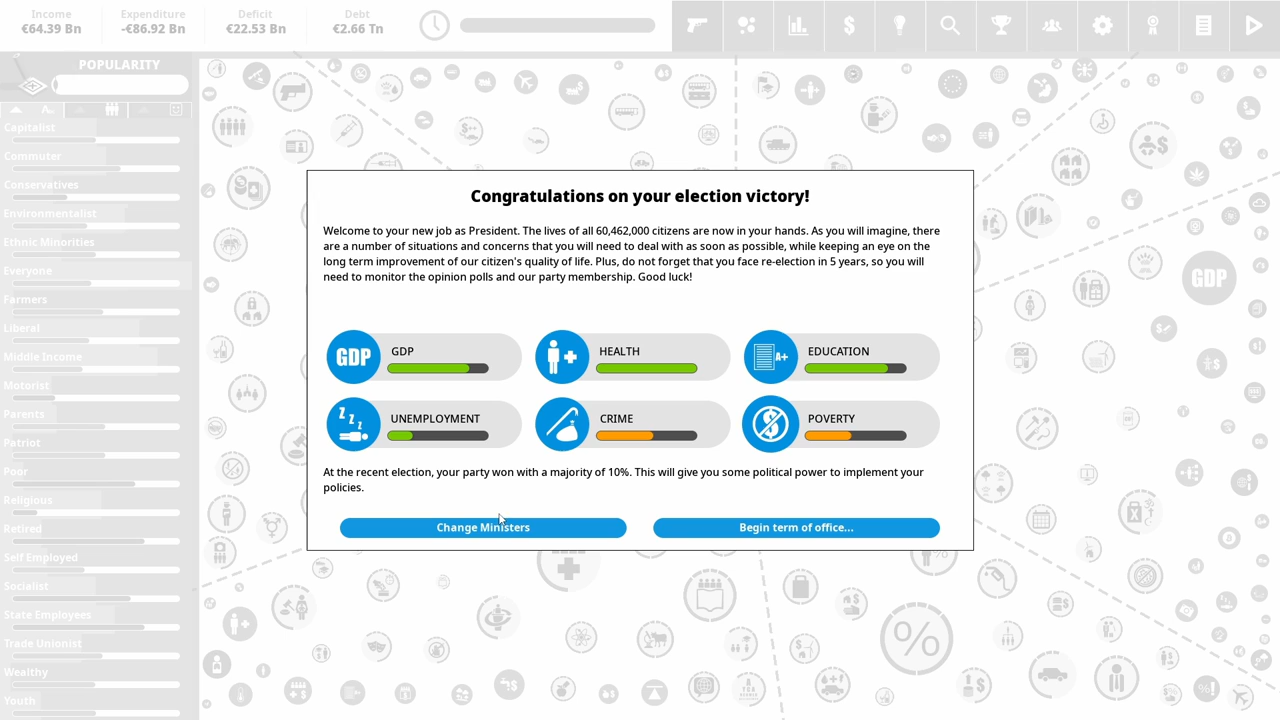 Income
Expenditure
Deficit
Debt
€64.39 Bn
-€86.92 Bn
€22.53 Bn
€2.66 Tn
POPULARITY
Capitalist
Commuter
Conservatives
Environmentalist
Ethnic Minorities
Everyone
Farmers
Liberal
Middle Income
Motorist
Parents
Patriot
Poor
Religious
Retired
Self Employed
Socialist
State Employees
Trade Unionist
Wealthy
Youth
GDP
Congratulations on your election victory!
Welcome to your new job as President. The lives of all 60,462,000 citizens are now in your hands. As you will imagine, there
are a number of situations and concerns that you will need to deal with as soon as possible, while keeping an eye on the
long term improvement of our citizen's quality of life. Plus, do not forget that you face re-election in 5 years, so you will
need to monitor the opinion polls and our party membership. Good luck!
GDP
GDP
HEALTH
A+
EDUCATION
Z Z Z
UNEMPLOYMENT
CRIME
POVERTY
At the recent election, your party won with a majority of 10%. This will give you some political power to implement your
policies.
Change Ministers
Begin term of office...